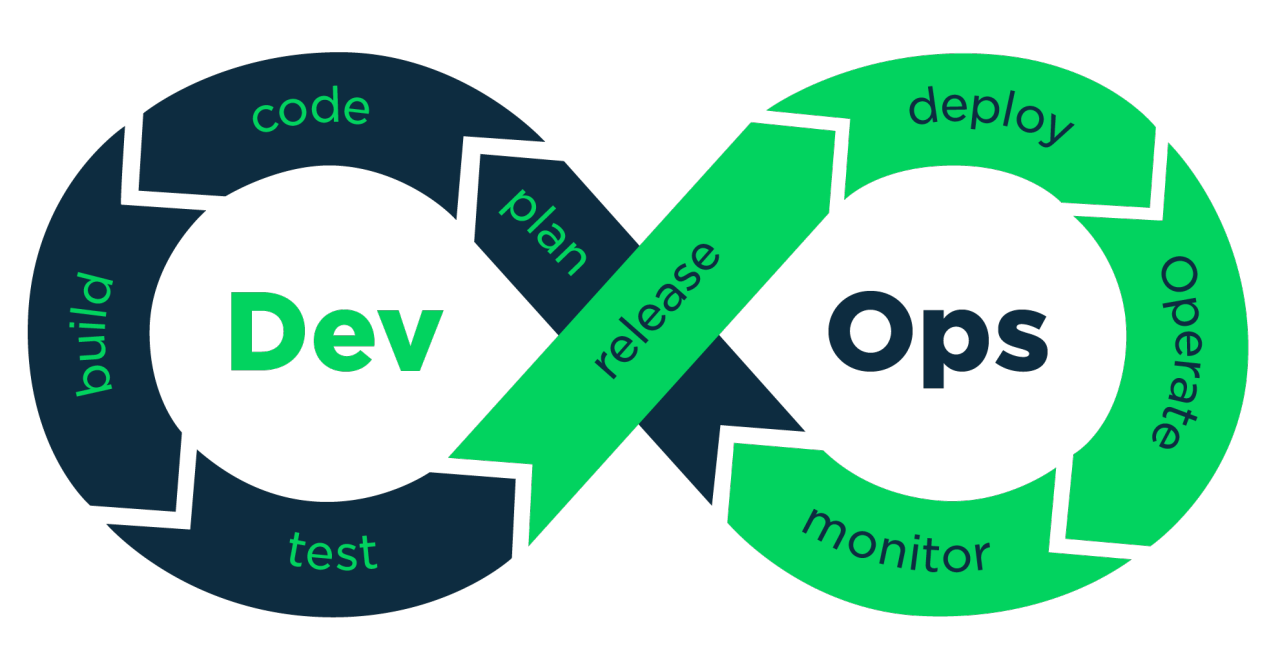 code
plan
build
test
Dev
release
deploy
Operate
monitor
Ops